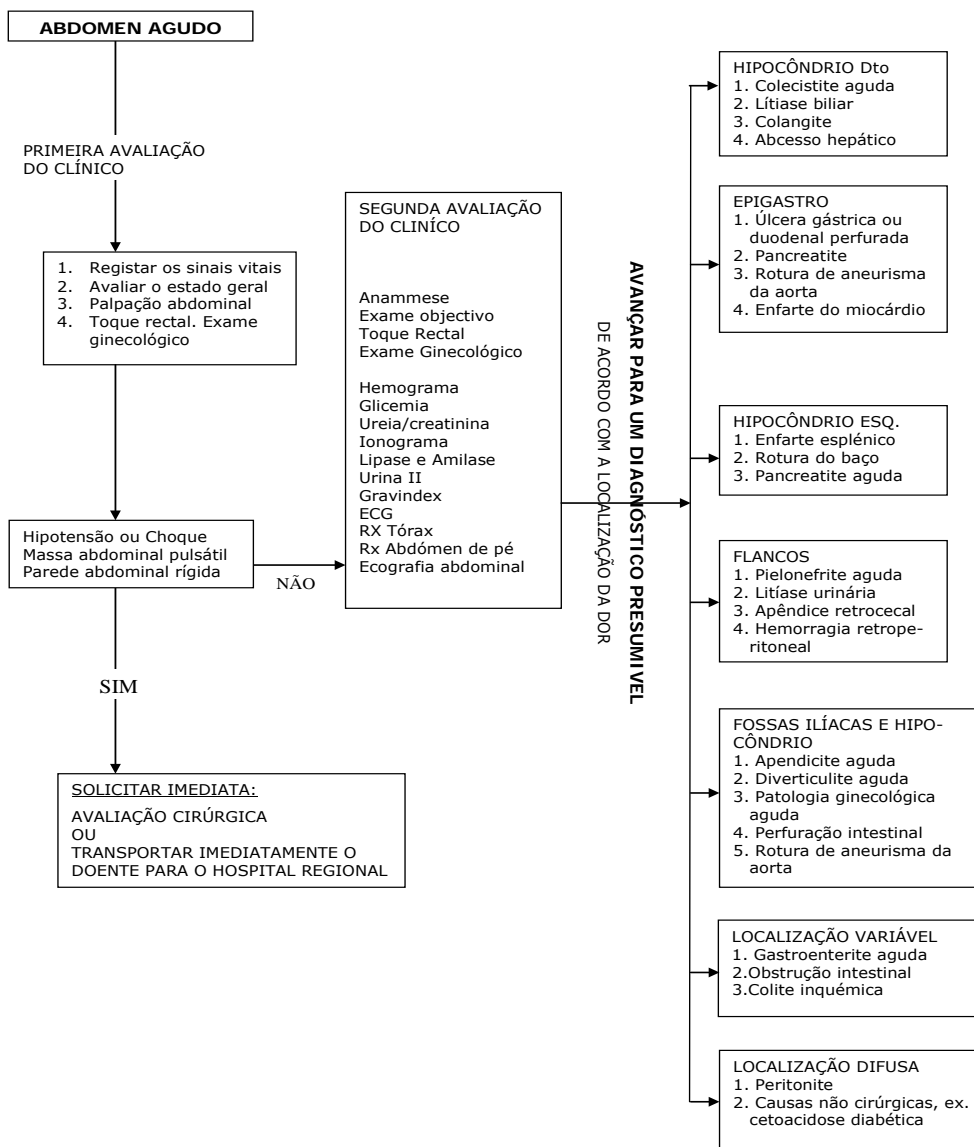 ABDOMEN AGUDO
PRIMEIRA AVALIAÇÃO
DO CLÍNICO
1. Registar os sinais vitais
2. Avaliar o estado geral
3. Palpação abdominal
4. Toque rectal. Exame
ginecológico
Hipotensão ou Choque
Massa abdominal pulsátil
Parede abdominal rígida
NÃO
SIM
SOLICITAR IMEDIATA:
AVALIAÇÃO CIRÚRGICA
OU
TRANSPORTAR IMEDIATAMENTE O
DOENTE PARA O HOSPITAL REGIONAL
SEGUNDA AVALIAÇÃO
DO CLINÍCO
Anammese
Exame objectivo
Toque Rectal
Exame Ginecológico
Hemograma
Glicemia
Ureia/creatinina
Ionograma
Lipase e Amilase
Urina II
Gravindex
ECG
RX Tórax
Rx Abdómen de pé
Ecografia abdominal
AVANÇAR PARA UM DIAGNÓSTICO PRESUMIVEL
DE ACORDO COM A LOCALIZAÇÃO DA DOR
HIPOCÔNDRIO Dto
1. Colecistite aguda
2. Lítiase biliar
3. Colangite
4. Abcesso hepático
EPIGASTRO
1. Úlcera gástrica ou
duodenal perfurada
2. Pancreatite
3. Rotura de aneurisma
da aorta
4. Enfarte do miocárdio
HIPOCÔNDRIO ESQ.
1. Enfarte esplénico
2. Rotura do baço
3. Pancreatite aguda
FLANCOS
1. Pielonefrite aguda
2. Litíase urinária
3. Apêndice retrocecal
4. Hemorragia retrope-
ritoneal
FOSSAS ILÍACAS E HIPO-
CÔNDRIO
1. Apendicite aguda
2. Diverticulite aguda
3. Patologia ginecológica
aguda
4. Perfuração intestinal
5. Rotura de aneurisma da
aorta
LOCALIZAÇÃO VARIÁVEL
1. Gastroenterite aguda
2.Obstrução intestinal
3.Colite inquémica
LOCALIZAÇÃO DIFUSA
1. Peritonite
2. Causas não cirúrgicas, ex.
cetoacidose diabética